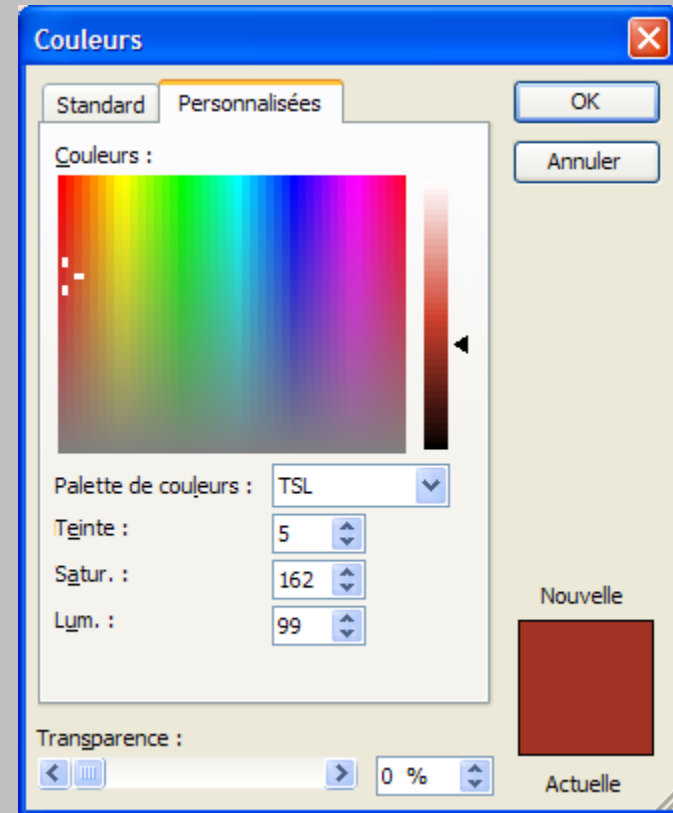 Couleurs
Standard Personnalisées
OK
Annuler
Couleurs :
Palette de couleurs : TSL
Teinte : 5
Satur. : 162
Lum. : 99
Nouvelle
Transparence :
0 %
Actuelle